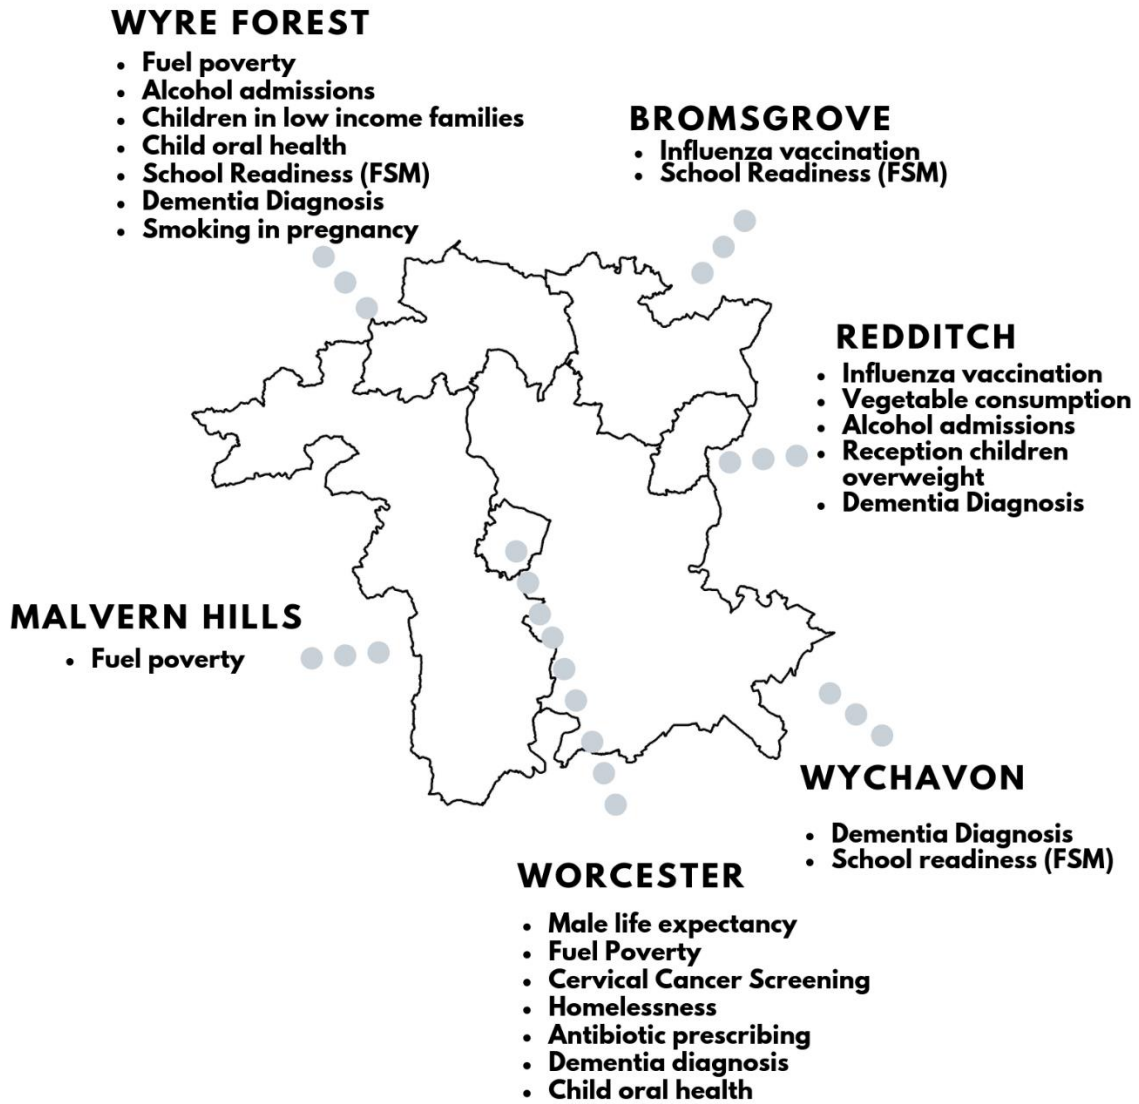 WYRE FOREST
• Fuel poverty
• Alcohol admissions
• Children in low income families
• Child oral health
• School Readiness (FSM)
• Dementia Diagnosis
• Smoking in pregnancy
BROMSGROVE
• Influenza vaccination
• School Readiness (FSM)
REDDITCH
• Influenza vaccination
• Vegetable consumption
• Alcohol admissions
• Reception children
overweight
• Dementia Diagnosis
MALVERN HILLS
• Fuel poverty
WYCHAVON
• Dementia Diagnosis
• School readiness (FSM)
WORCESTER
• Male life expectancy
• Fuel Poverty
• Cervical Cancer Screening
• Homelessness
• Antibiotic prescribing
• Dementia diagnosis
• Child oral health